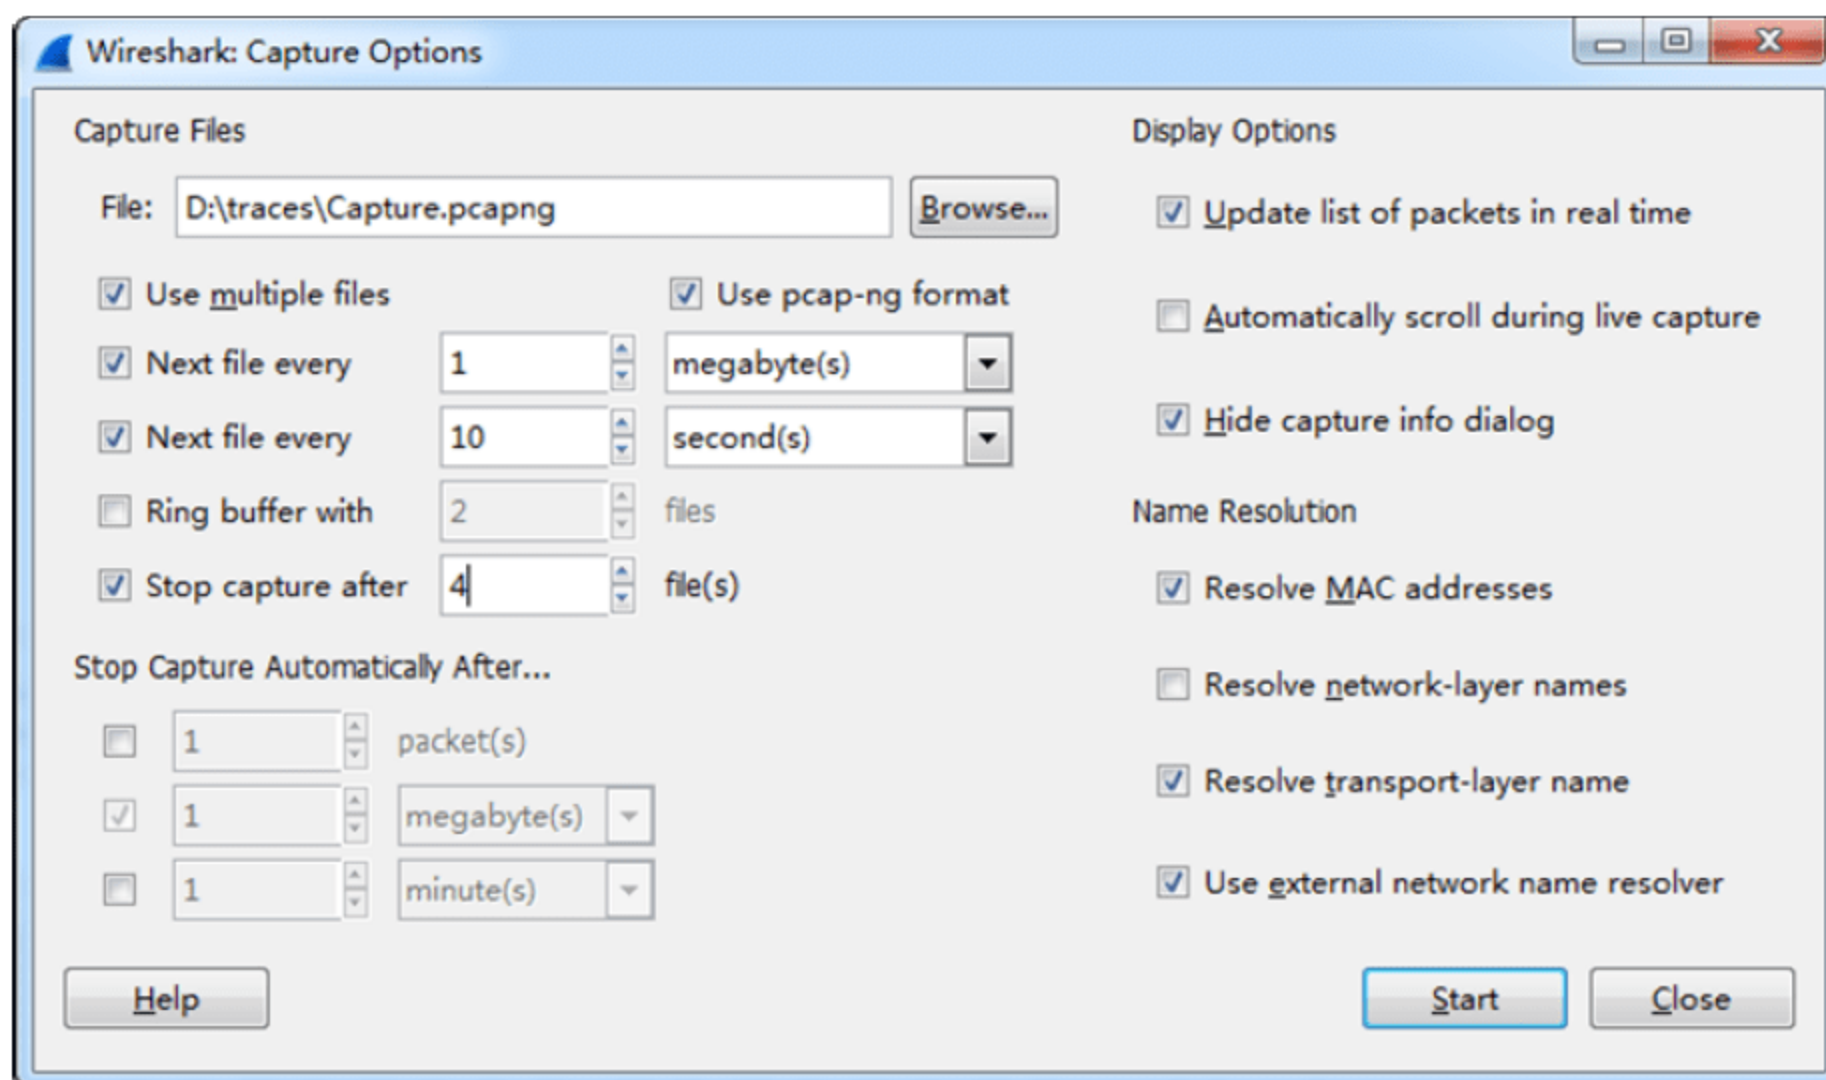 Wireshark: Capture Options
Capture Files
File: D:\traces\Capture.pcapng Browse...
Use multiple files Use pcap-ng format
Next file every 1 megabyte(s)
Next file every 10 second(s)
Ring buffer with 2 files
Stop capture after 4 file(s)
Stop Capture Automatically After...
1 packet(s)
1 megabyte(s)
1 minute(s)
Display Options
Update list of packets in real time
Automatically scroll during live capture
Hide capture info dialog
Name Resolution
Resolve MAC addresses
Resolve network-layer names
Resolve transport-layer name
Use external network name resolver
Help Start Close